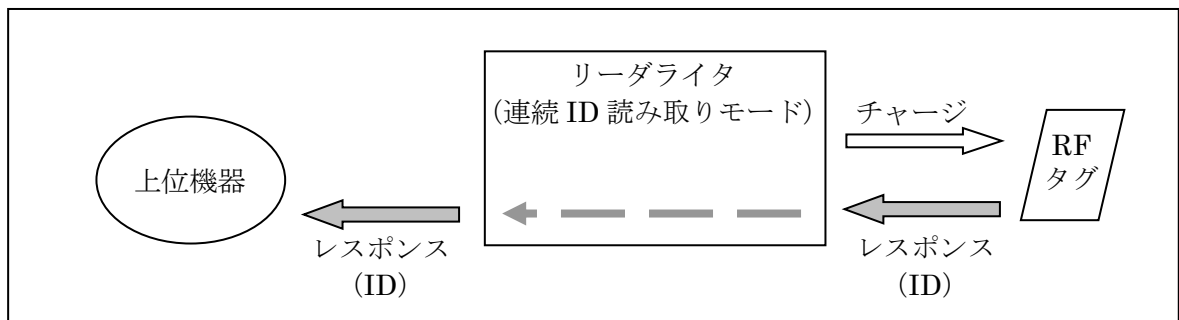 リーダライタ
(連続 ID 読み取りモード)
チャージ
RF
タグ
上位機器
レスポンス
(ID)
レスポンス
(ID)